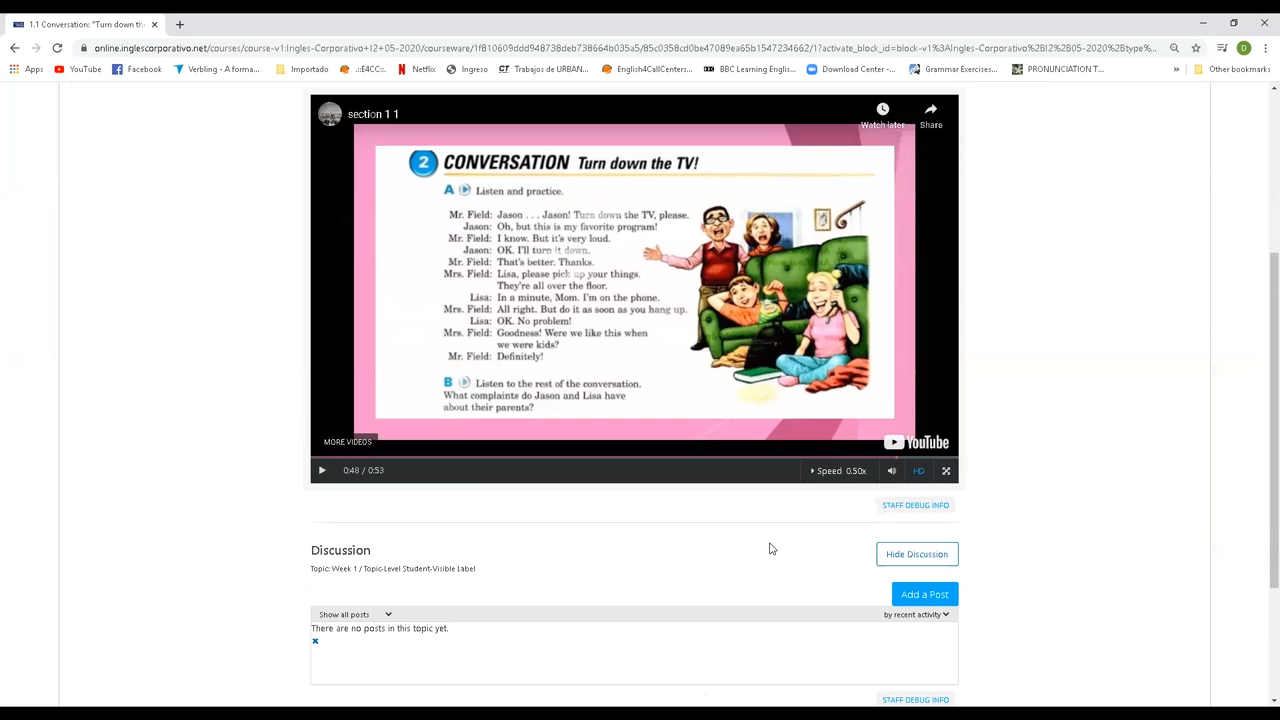 1.1 Conversation: "Turn down th
online.inglescorporativo.net/courses/course-v1:Ingles-Corporativo+I2+05-2020/courseware/1f810609ddd948738deb738664b035a5/85c0358cd0be47089ea65b1547234662/1?activate_block_id=block-v1%3AIngles-Corporativo%2BI2%2B05-2020%2Btype%...
D
Apps YouTube Facebook Verbling - A forma... Importado .::E4CC::. Netflix Ingreso Trabajos de URBAN... English4CallCenters... BBC Learning Englis... Download Center -... Grammar Exercises... PRONUNCIATION T... » Other bookmarks
section 1 1
Watch later Share
2 CONVERSATION Turn down the TV!
A Listen and practice.
Mr. Field: Jason . . . Jason! Turn down the TV, please.
Jason: Oh, but this is my favorite program!
Mr. Field: I know. But it's very loud.
Jason: OK. I'll turn it down.
Mr. Field: That's better. Thanks.
Mrs. Field: Lisa, please pick up your things.
They're all over the floor.
Lisa: In a minute, Mom. I'm on the phone.
Mrs. Field: All right. But do it as soon as you hang up.
Lisa: OK. No problem!
Mrs. Field: Goodness! Were we like this when
we were kids?
Mr. Field: Definitely!
B Listen to the rest of the conversation.
What complaints do Jason and Lisa have
about their parents?
MORE VIDEOS
YouTube
0:48 / 0:53 Speed 0.50x HD
STAFF DEBUG INFO
Discussion
Hide Discussion
Topic: Week 1 / Topic-Level Student-Visible Label
Add a Post
Show all posts by recent activity
There are no posts in this topic yet.
STAFF DEBUG INFO